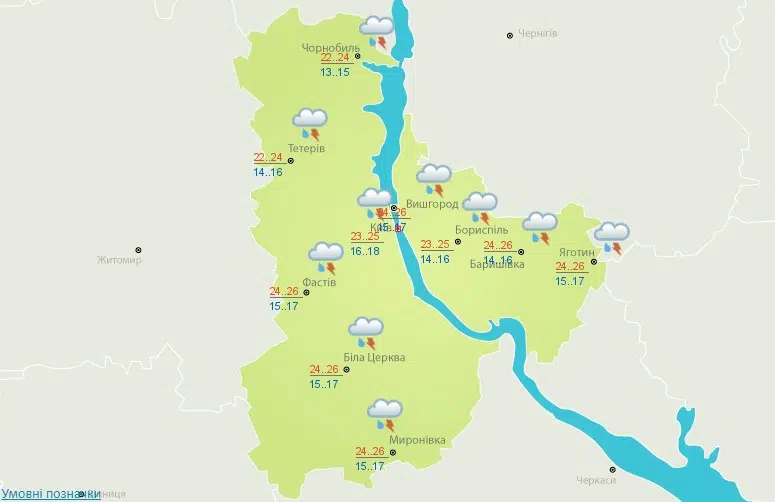 Чернігів
Чорнобиль
22..24
13..15
Тетерів
22..24
14..16
Вишгород
24..26
15..17
Київ
23..25
16..18
Бориспіль
23..25
14..16
Баришівка
24..26
14..16
Яготин
24..26
15..17
Житомир
Фастів
24..26
15..17
Біла Церква
24..26
15..17
Миронівка
24..26
15..17
Черкаси
Умовні позначки